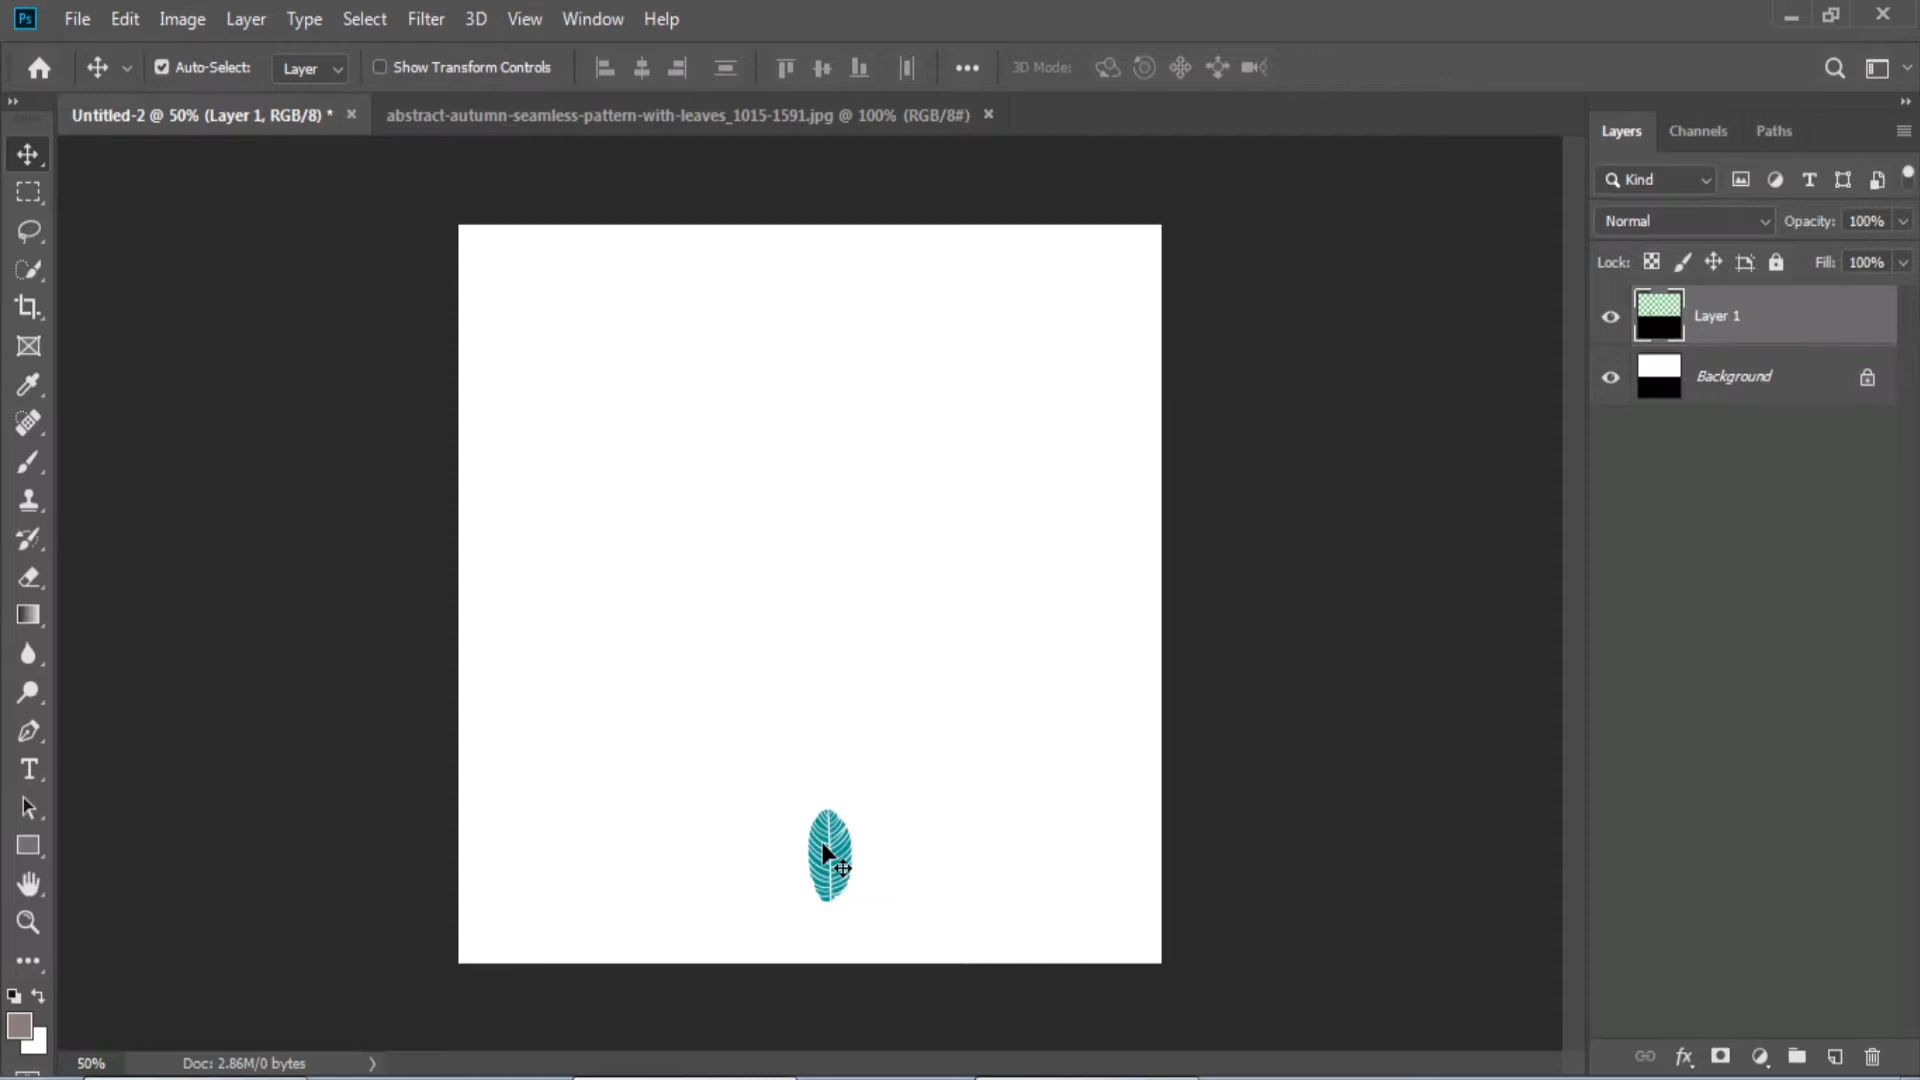 Ps File Edit Image Layer Type Select Filter 3D View Window Help
Auto-Select: Layer Show Transform Controls 3D Mode:
Untitled-2 @ 50% (Layer 1, RGB/8) * abstract-autumn-seamless-pattern-with-leaves_1015-1591.jpg @ 100% (RGB/8#)
Layers Channels Paths
Kind
Normal Opacity: 100%
Lock: Fill: 100%
Layer 1
Background
50% Doc: 2.86M/0 bytes